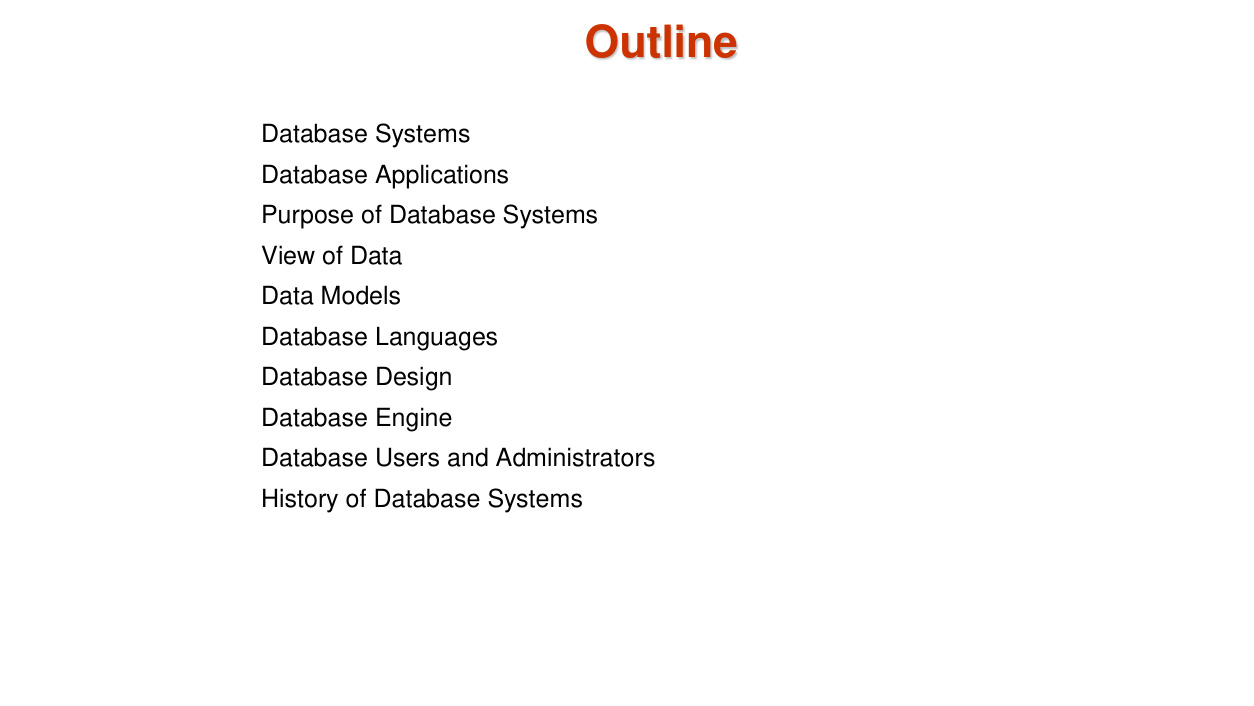 Outline
Database Systems
Database Applications
Purpose of Database Systems
View of Data
Data Models
Database Languages
Database Design
Database Engine
Database Users and Administrators
History of Database Systems